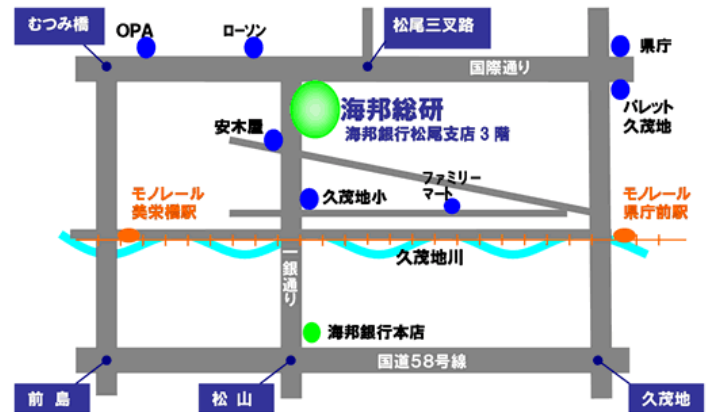 むつみ橋
OPA
ローソン
松尾三叉路
県庁
国際通り
海邦総研
海邦銀行松尾支店 3 階
パレット
久茂地
安木屋
ファミリー
マート
モノレール
美栄橋駅
久茂地小
モノレール
県庁前駅
久茂地川
一銀通り
海邦銀行本店
国道58号線
前 島
松 山
久茂地